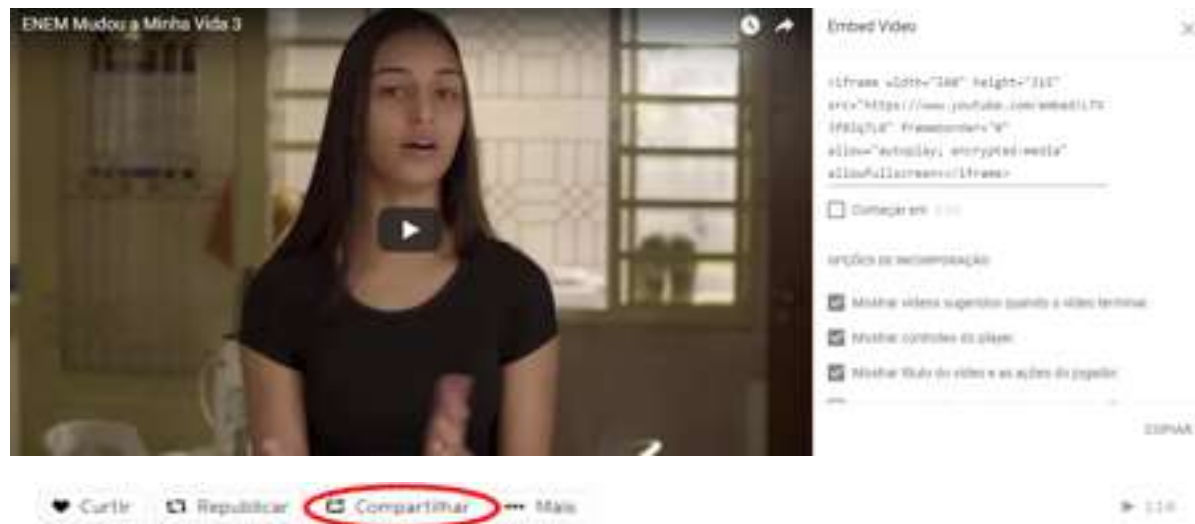 ENEM Mudou a Minha Vida 3
Embed Video
<iframe width="560" height="315"
src="https://www.youtube.com/embed/
frameborder="0"
allow="autoplay; encrypted-media"
allowfullscreen></iframe>
Começar em
OPÇÕES DE INCORPORAÇÃO
Mostrar vídeos sugeridos quando o vídeo terminar
Mostrar controles do player
Mostrar título do vídeo e as ações do jogador
COPIAR
Curtir Republicar Compartilhar Mais